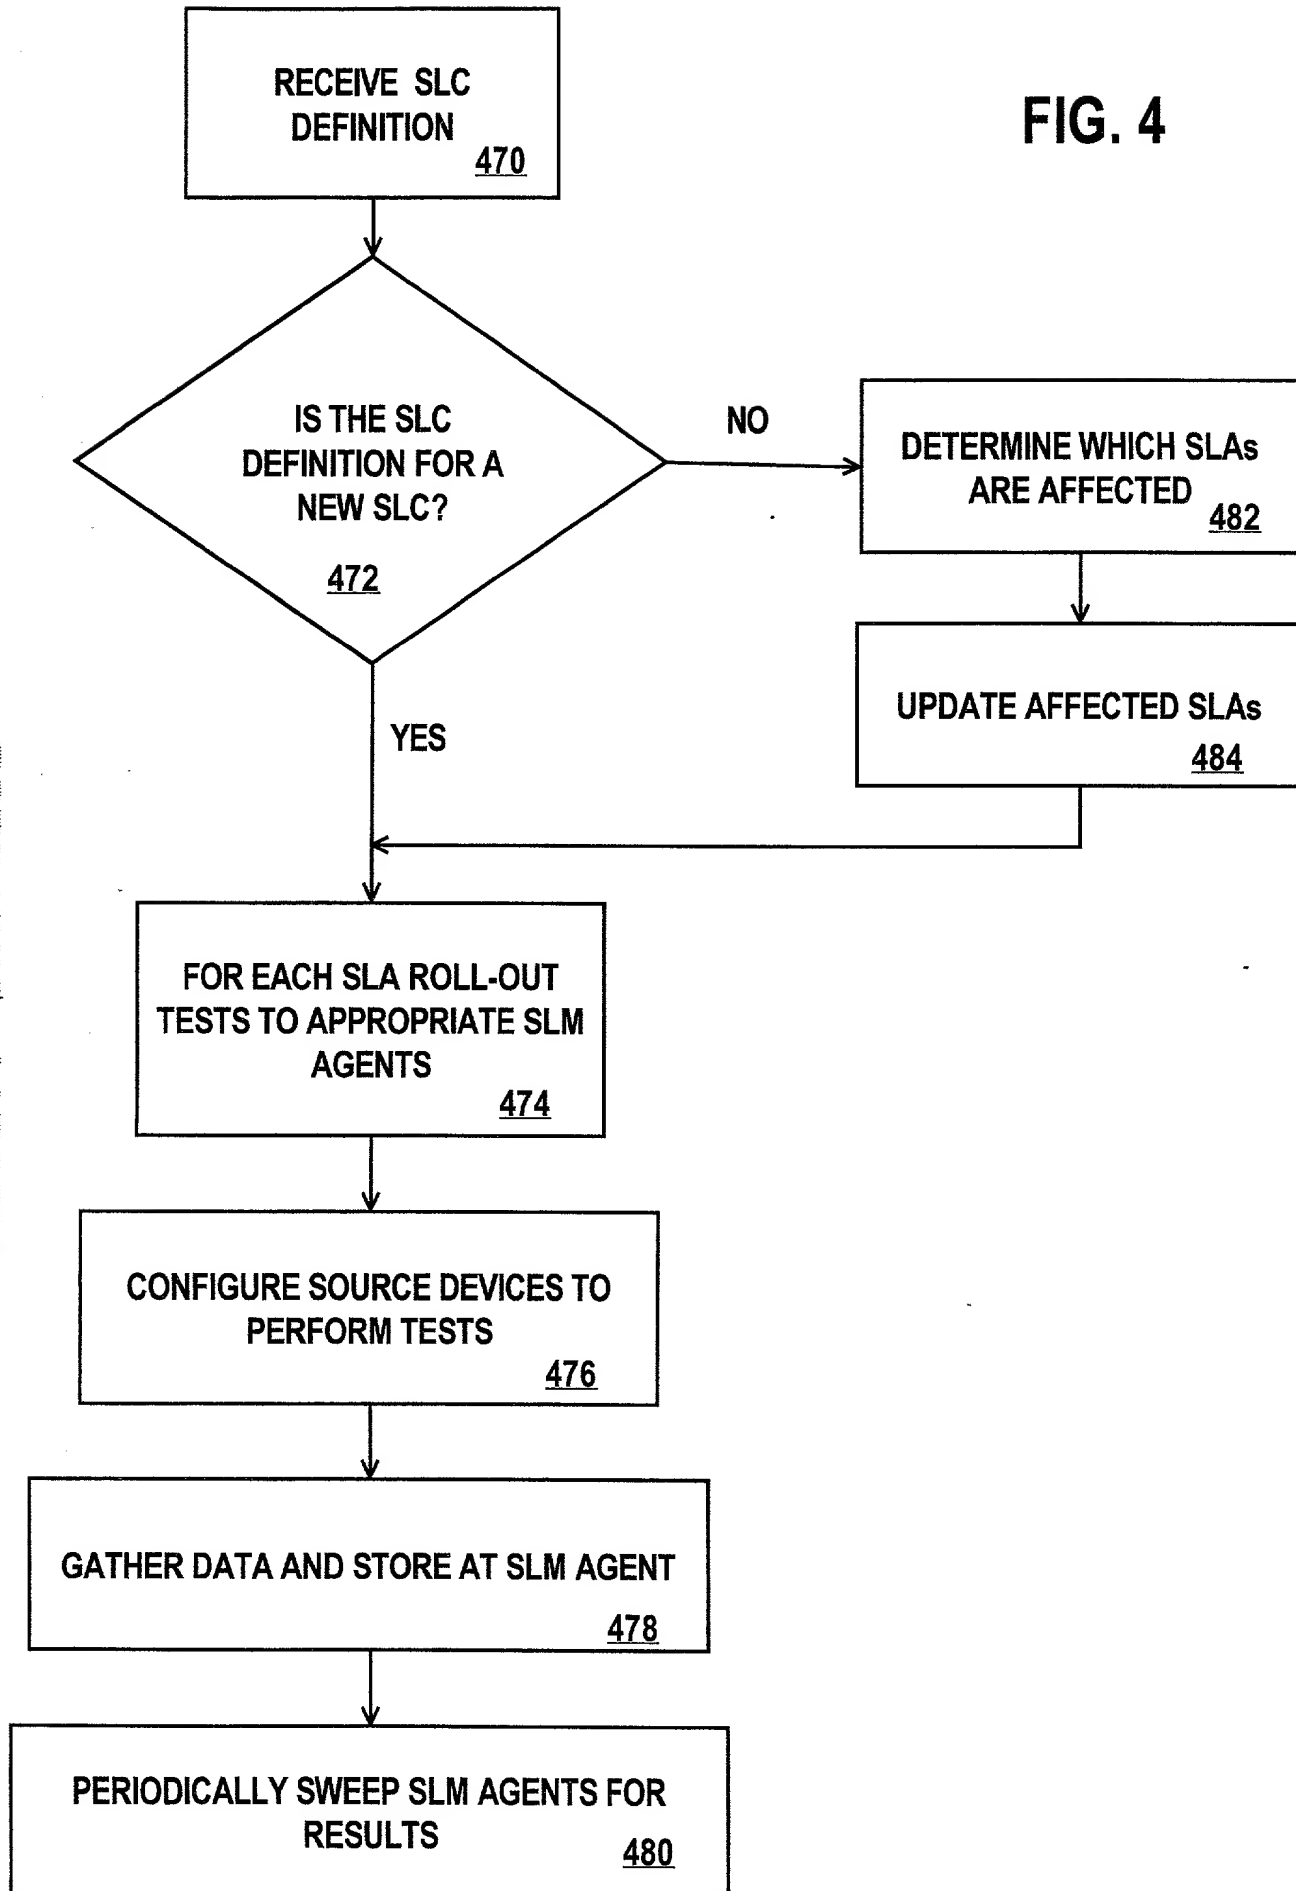 RECEIVE SLC
DEFINITION
470
FIG. 4
IS THE SLC
DEFINITION FOR A
NEW SLC?
472
NO
DETERMINE WHICH SLAs
ARE AFFECTED
482
UPDATE AFFECTED SLAs
484
YES
FOR EACH SLA ROLL-OUT
TESTS TO APPROPRIATE SLM
AGENTS
474
CONFIGURE SOURCE DEVICES TO
PERFORM TESTS
476
GATHER DATA AND STORE AT SLM AGENT
478
PERIODICALLY SWEEP SLM AGENTS FOR
RESULTS
480